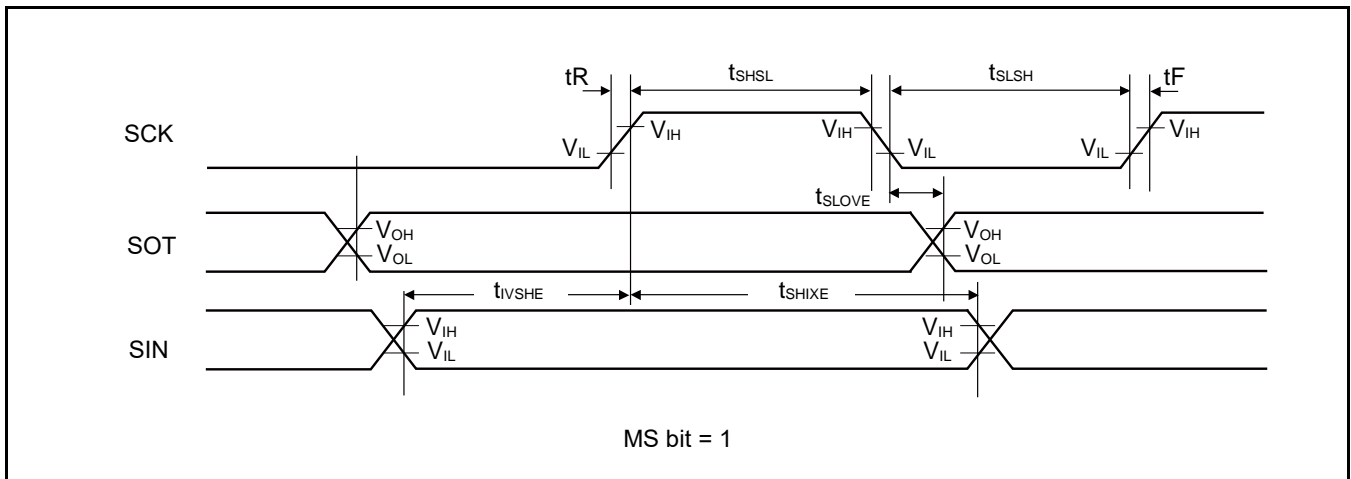 tR tSHSL tSLSH tF
SCK VIL VIH VIH VIL VIL VIH
tSLOVE
SOT VOH VOL VOH VOL
tIVSHE tSHIXE
SIN VIH VIL VIH VIL
MS bit = 1